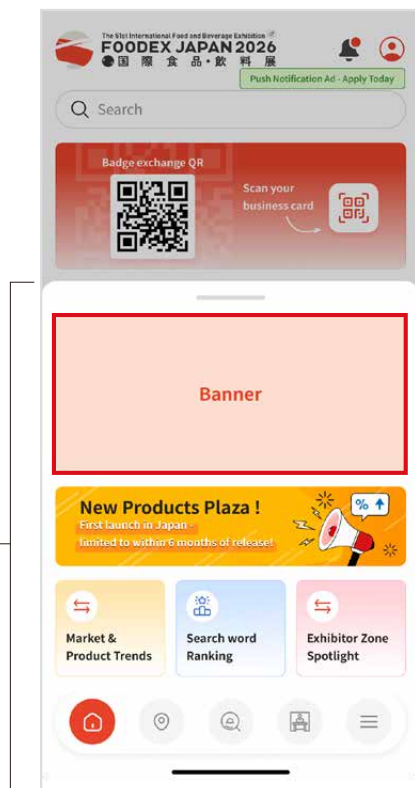 The 51st International Food and Beverage Exhibition
FOODEX JAPAN 2026
国際食品・飲料展
Push Notification Ad - Apply Today
Search
Badge exchange QR
Scan your
business card
Banner
New Products Plaza !
First launch in Japan -
limited to within 6 months of release!
%
Market &
Product Trends
Search word
Ranking
Exhibitor Zone
Spotlight